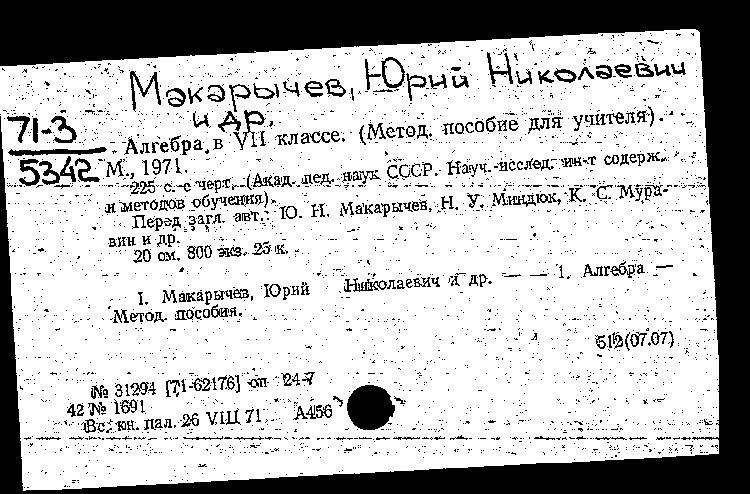 Макарычев, Юрий Николаевич
и др.
71-3
5342
Алгебра в VII классе. (Метод. пособие для учителя).
М., 1971.
225 с. с черт. (Акад. пед. наук СССР. Науч.-исслед. ин-т содерж.
и методов обучения).
Перед загл. авт.: Ю. Н. Макарычев, Н. У. Миндюк, К. С. Мура-
вин и др.
20 см. 800 экз. 25 к.
I. Макарычев, Юрий Николаевич и др. — — 1. Алгебра —
Метод. пособия.
512(07.07)
№ 31294 [71-62176] оп 24-7
42 № 1691
Вс. кн. пал. 26 VIII 71 А456